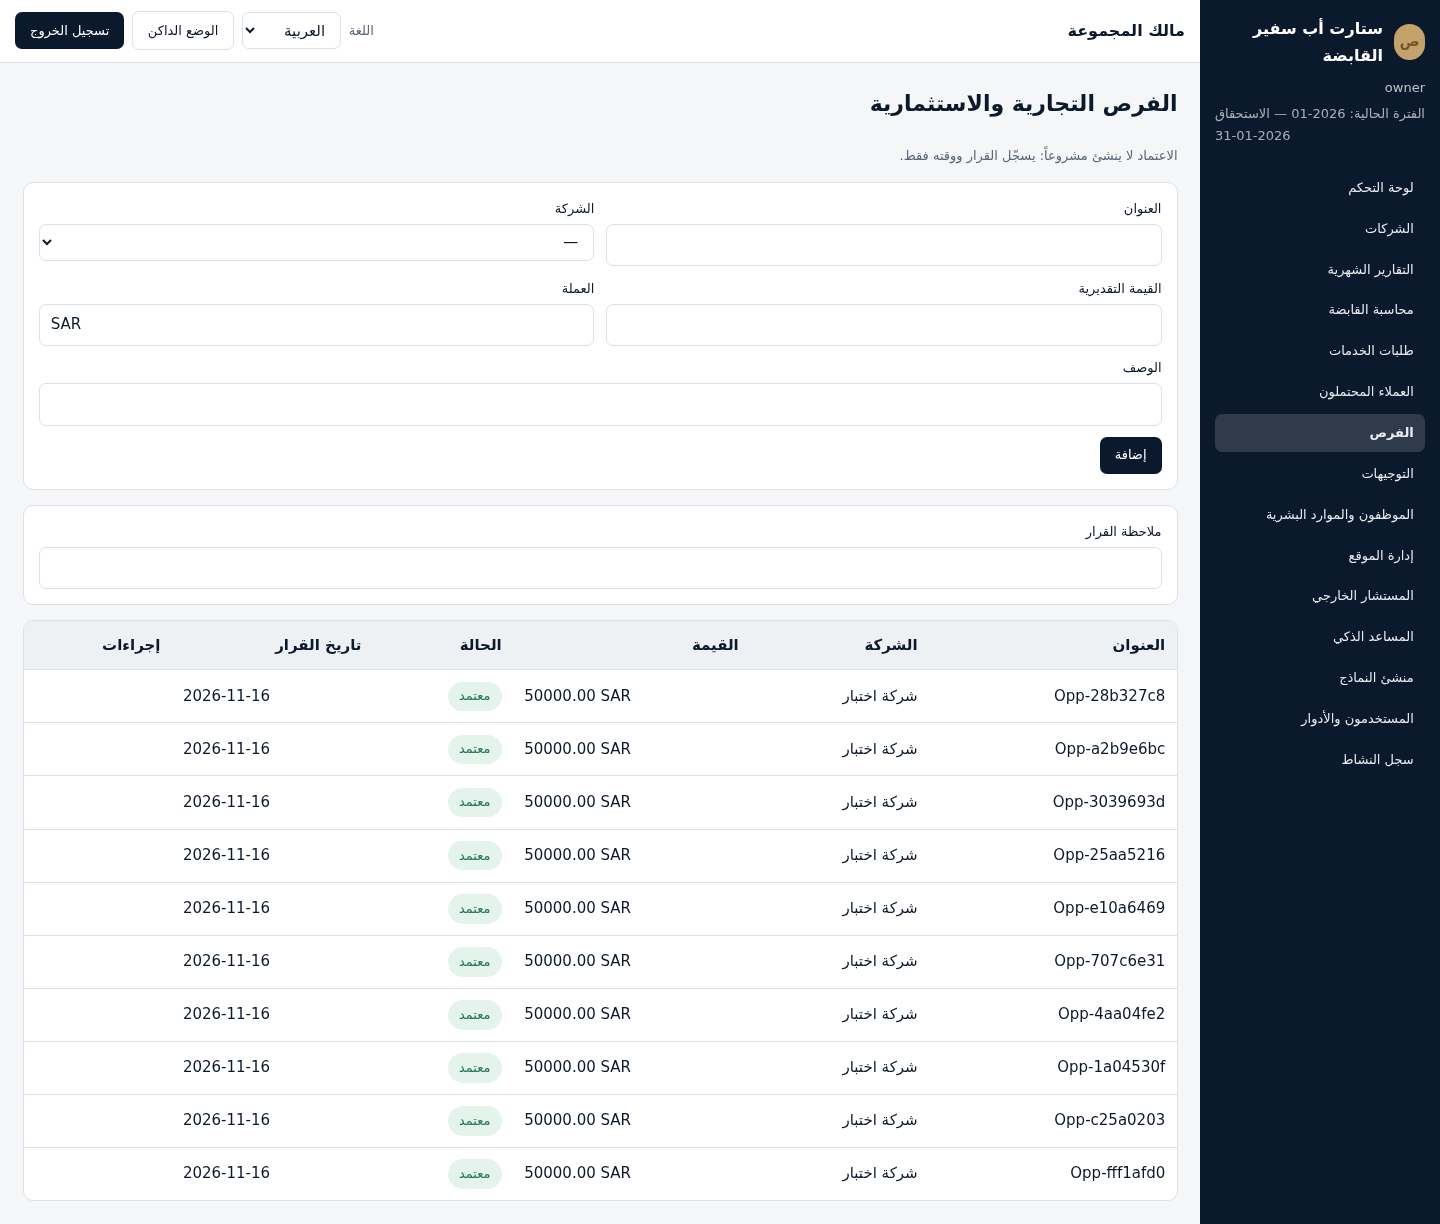 ص
ستارت أب سفير
القابضة
owner
الفترة الحالية: 2026-01 — الاستحقاق
2026-01-31
لوحة التحكم
الشركات
التقارير الشهرية
محاسبة القابضة
طلبات الخدمات
العملاء المحتملون
الفرص
التوجيهات
الموظفون والموارد البشرية
إدارة الموقع
المستشار الخارجي
المساعد الذكي
منشئ النماذج
المستخدمون والأدوار
سجل النشاط
مالك المجموعة
اللغة العربية الوضع الداكن تسجيل الخروج
الفرص التجارية والاستثمارية
الاعتماد لا ينشئ مشروعاً: يسجّل القرار ووقته فقط.
العنوان الشركة
—
القيمة التقديرية العملة
SAR
الوصف
إضافة
ملاحظة القرار
العنوان الشركة القيمة الحالة تاريخ القرار إجراءات
Opp-28b327c8 شركة اختبار 50000.00 SAR معتمد 2026-11-16
Opp-a2b9e6bc شركة اختبار 50000.00 SAR معتمد 2026-11-16
Opp-3039693d شركة اختبار 50000.00 SAR معتمد 2026-11-16
Opp-25aa5216 شركة اختبار 50000.00 SAR معتمد 2026-11-16
Opp-e10a6469 شركة اختبار 50000.00 SAR معتمد 2026-11-16
Opp-707c6e31 شركة اختبار 50000.00 SAR معتمد 2026-11-16
Opp-4aa04fe2 شركة اختبار 50000.00 SAR معتمد 2026-11-16
Opp-1a04530f شركة اختبار 50000.00 SAR معتمد 2026-11-16
Opp-c25a0203 شركة اختبار 50000.00 SAR معتمد 2026-11-16
Opp-fff1afd0 شركة اختبار 50000.00 SAR معتمد 2026-11-16